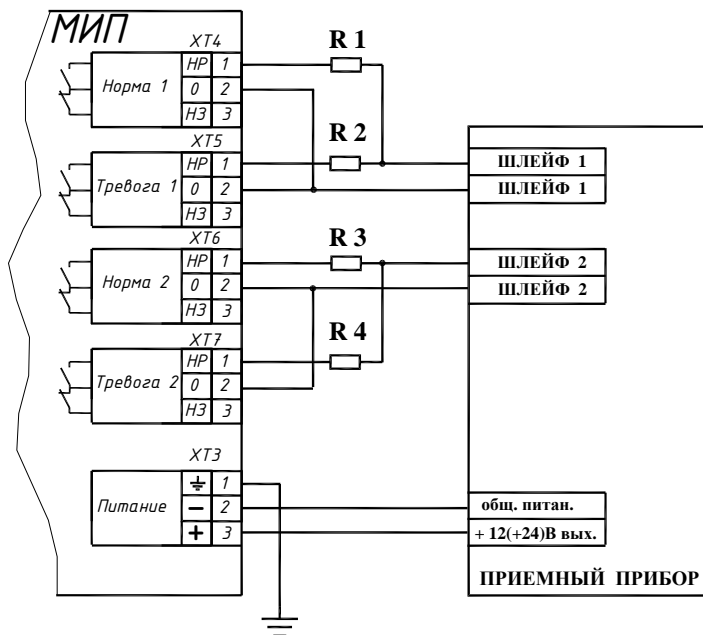 МИП
XT4
R 1
Норма 1
НР 1
0 2
НЗ 3
XT5
R 2
Тревога 1
НР 1
0 2
НЗ 3
ШЛЕЙФ 1
ШЛЕЙФ 1
XT6
R 3
Норма 2
НР 1
0 2
НЗ 3
ШЛЕЙФ 2
ШЛЕЙФ 2
XT7
R 4
Тревога 2
НР 1
0 2
НЗ 3
XT3
Питание
1
− 2
+ 3
общ. питан.
+ 12(+24)В вых.
ПРИЕМНЫЙ ПРИБОР